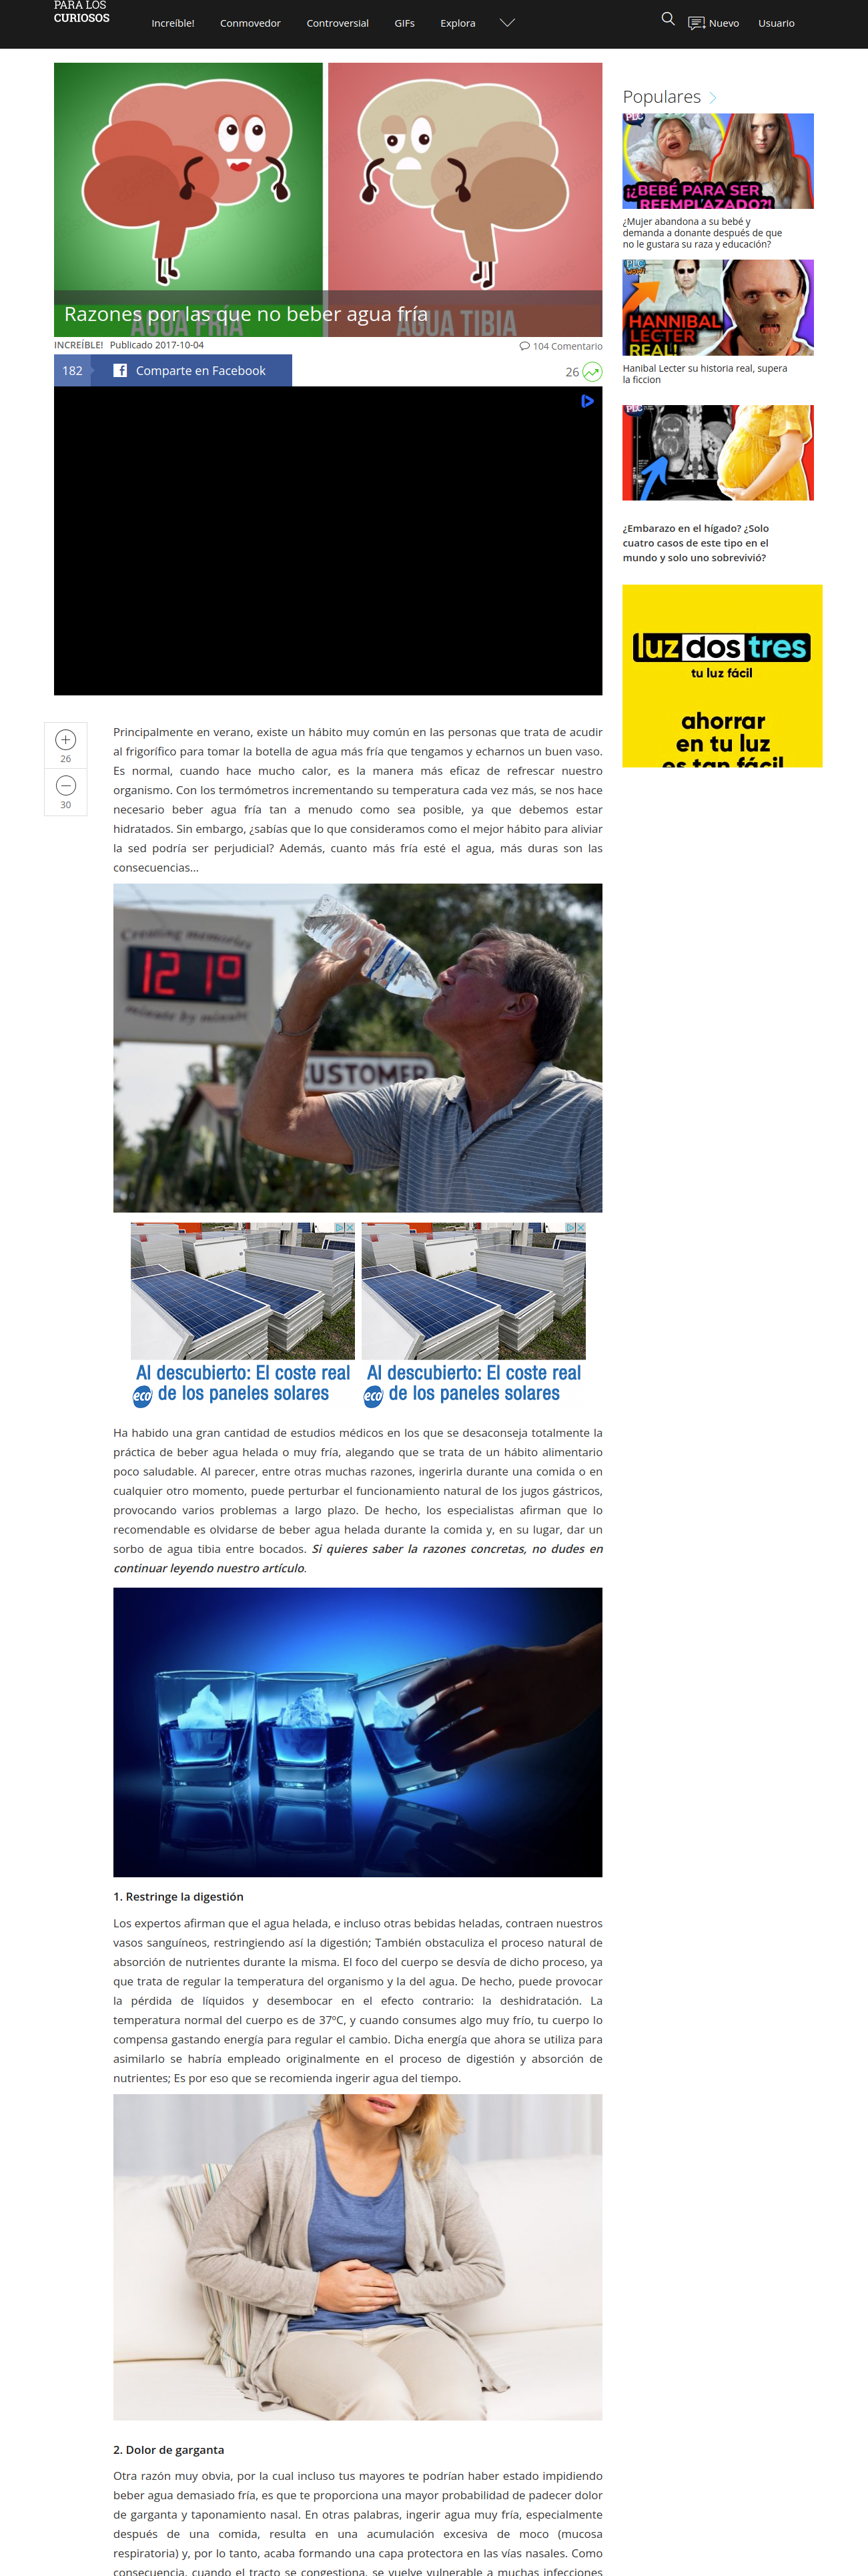 PARA LOS
CURIOSOS
Increíble!
Conmovedor
Controversial
GIFs
Explora
Nuevo
Usuario
AGUA FRÍA
AGUA TIBIA
Razones por las que no beber agua fría
INCREÍBLE! Publicado 2017-10-04
104 Comentario
182
Comparte en Facebook
26
Populares
PLC
¡¿BEBÉ PARA SER
REEMPLAZADO?!
¿Mujer abandona a su bebé y
demanda a donante después de que
no le gustara su raza y educación?
PLC
HANNIBAL
LECTER
REAL!
Hanibal Lecter su historia real, supera
la ficcion
PLC
¿Embarazo en el hígado? ¿Solo
cuatro casos de este tipo en el
mundo y solo uno sobrevivió?
luz dos tres
tu luz fácil
ahorrar
en tu luz
es tan fácil
26
30
Principalmente en verano, existe un hábito muy común en las personas que trata de acudir
al frigorífico para tomar la botella de agua más fría que tengamos y echarnos un buen vaso.
Es normal, cuando hace mucho calor, es la manera más eficaz de refrescar nuestro
organismo. Con los termómetros incrementando su temperatura cada vez más, se nos hace
necesario beber agua fría tan a menudo como sea posible, ya que debemos estar
hidratados. Sin embargo, ¿sabías que lo que consideramos como el mejor hábito para aliviar
la sed podría ser perjudicial? Además, cuanto más fría esté el agua, más duras son las
consecuencias...
Creating memories
121°
minute by minute
CUSTOMER
Al descubierto: El coste real
de los paneles solares
eco
Al descubierto: El coste real
de los paneles solares
eco
Ha habido una gran cantidad de estudios médicos en los que se desaconseja totalmente la
práctica de beber agua helada o muy fría, alegando que se trata de un hábito alimentario
poco saludable. Al parecer, entre otras muchas razones, ingerirla durante una comida o en
cualquier otro momento, puede perturbar el funcionamiento natural de los jugos gástricos,
provocando varios problemas a largo plazo. De hecho, los especialistas afirman que lo
recomendable es olvidarse de beber agua helada durante la comida y, en su lugar, dar un
sorbo de agua tibia entre bocados. Si quieres saber la razones concretas, no dudes en
continuar leyendo nuestro artículo.
1. Restringe la digestión
Los expertos afirman que el agua helada, e incluso otras bebidas heladas, contraen nuestros
vasos sanguíneos, restringiendo así la digestión; También obstaculiza el proceso natural de
absorción de nutrientes durante la misma. El foco del cuerpo se desvía de dicho proceso, ya
que trata de regular la temperatura del organismo y la del agua. De hecho, puede provocar
la pérdida de líquidos y desembocar en el efecto contrario: la deshidratación. La
temperatura normal del cuerpo es de 37ºC, y cuando consumes algo muy frío, tu cuerpo lo
compensa gastando energía para regular el cambio. Dicha energía que ahora se utiliza para
asimilarlo se habría empleado originalmente en el proceso de digestión y absorción de
nutrientes; Es por eso que se recomienda ingerir agua del tiempo.
2. Dolor de garganta
Otra razón muy obvia, por la cual incluso tus mayores te podrían haber estado impidiendo
beber agua demasiado fría, es que te proporciona una mayor probabilidad de padecer dolor
de garganta y taponamiento nasal. En otras palabras, ingerir agua muy fría, especialmente
después de una comida, resulta en una acumulación excesiva de moco (mucosa
respiratoria) y, por lo tanto, acaba formando una capa protectora en las vías nasales. Como
consecuencia, cuando el tracto se congestiona, se vuelve vulnerable a muchas infecciones